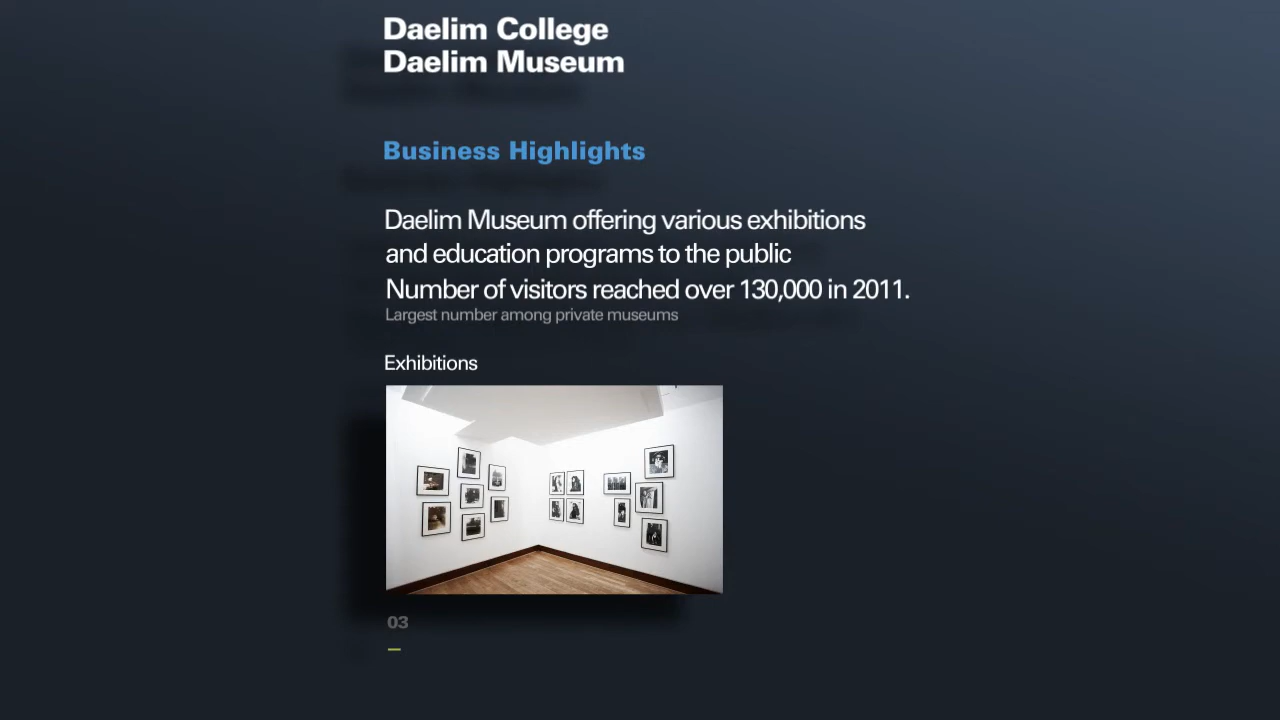 Daelim College
Daelim Museum
Business Highlights
Daelim Museum offering various exhibitions
and education programs to the public
Number of visitors reached over 130,000 in 2011.
Largest number among private museums
Exhibitions
03